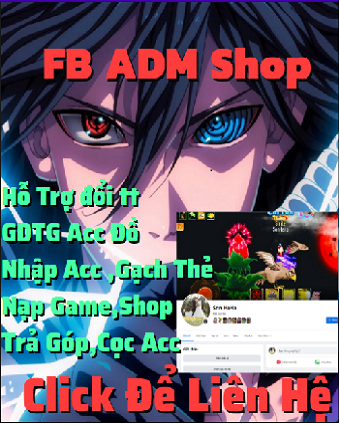 FB ADM Shop
Hỗ Trợ đổi tt
GDTG Acc Đồ
Nhập Acc ,Gạch Thẻ
Nạp Game,Shop
Trả Góp,Cọc Acc
Click Để Liên Hệ